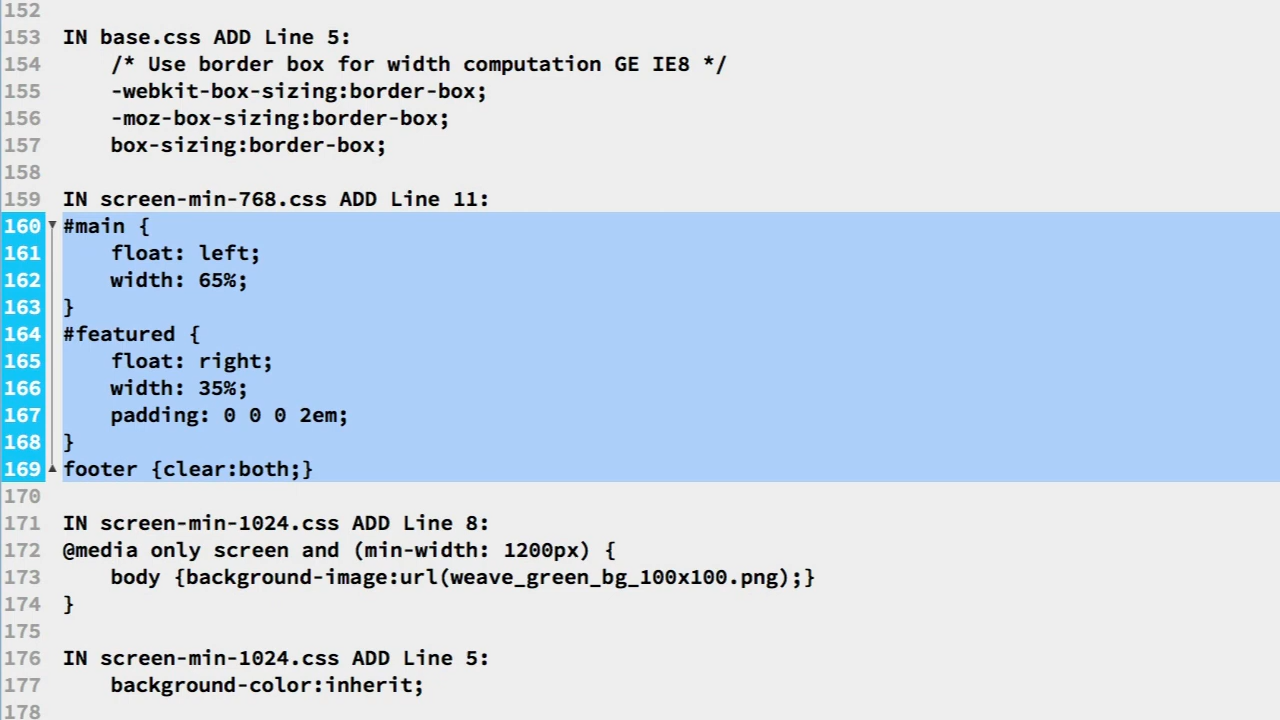 152
153 IN base.css ADD Line 5:
154 /* Use border box for width computation GE IE8 */
155 -webkit-box-sizing:border-box;
156 -moz-box-sizing:border-box;
157 box-sizing:border-box;
158
159 IN screen-min-768.css ADD Line 11:
160 #main {
161 float: left;
162 width: 65%;
163 }
164 #featured {
165 float: right;
166 width: 35%;
167 padding: 0 0 0 2em;
168 }
169 footer {clear:both;}
170
171 IN screen-min-1024.css ADD Line 8:
172 @media only screen and (min-width: 1200px) {
173 body {background-image:url(weave_green_bg_100x100.png);}
174 }
175
176 IN screen-min-1024.css ADD Line 5:
177 background-color:inherit;
178